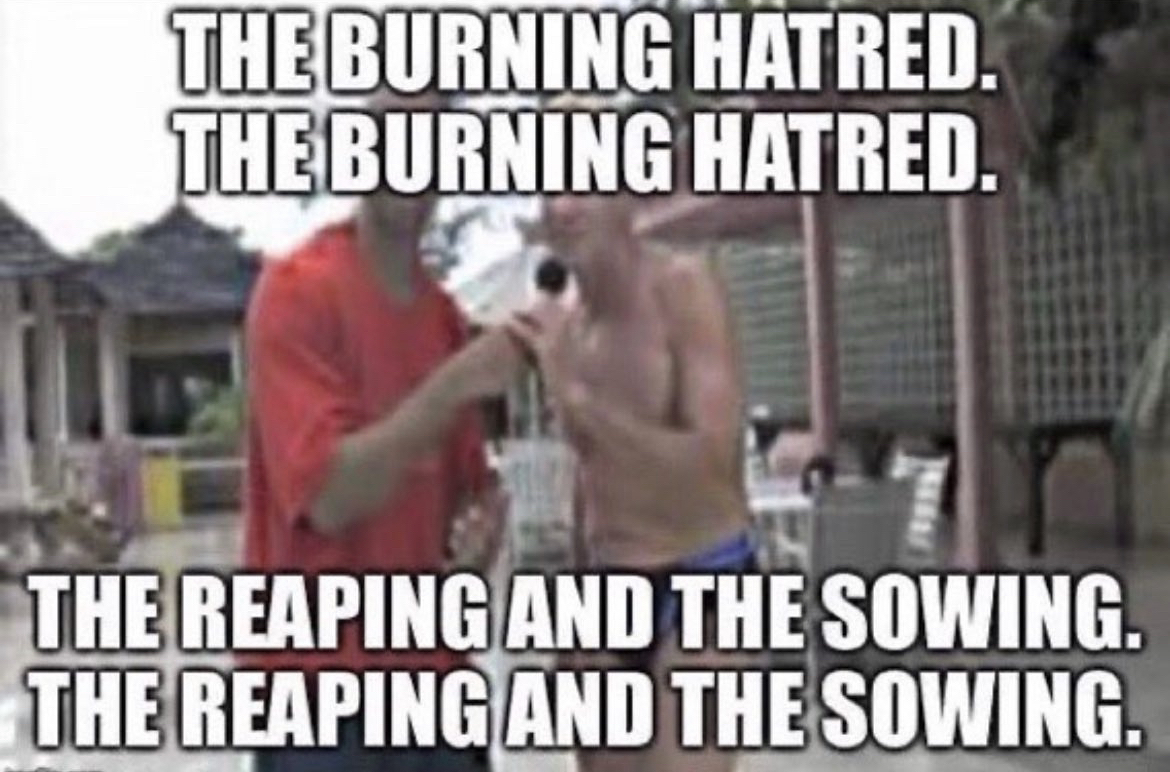 THE BURNING HATRED.
THE BURNING HATRED.
THE REAPING AND THE SOWING.
THE REAPING AND THE SOWING.